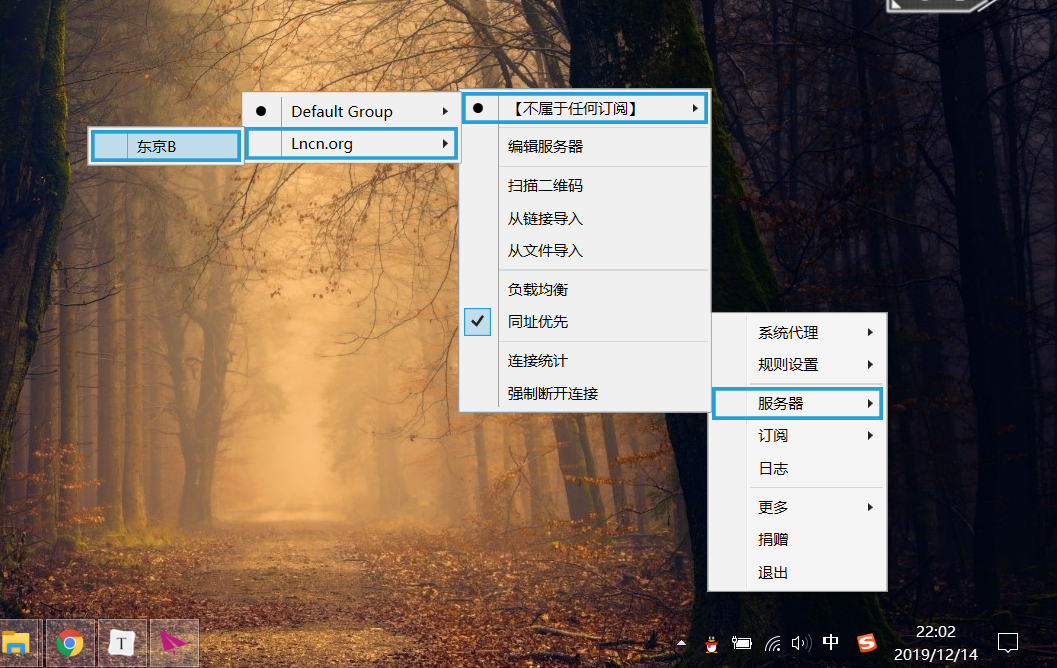 Default Group
Lncn.org
东京B
【不属于任何订阅】
编辑服务器
扫描二维码
从链接导入
从文件导入
负载均衡
同址优先
连接统计
强制断开连接
系统代理
规则设置
服务器
订阅
日志
更多
捐赠
退出
T
中
S
22:02
2019/12/14